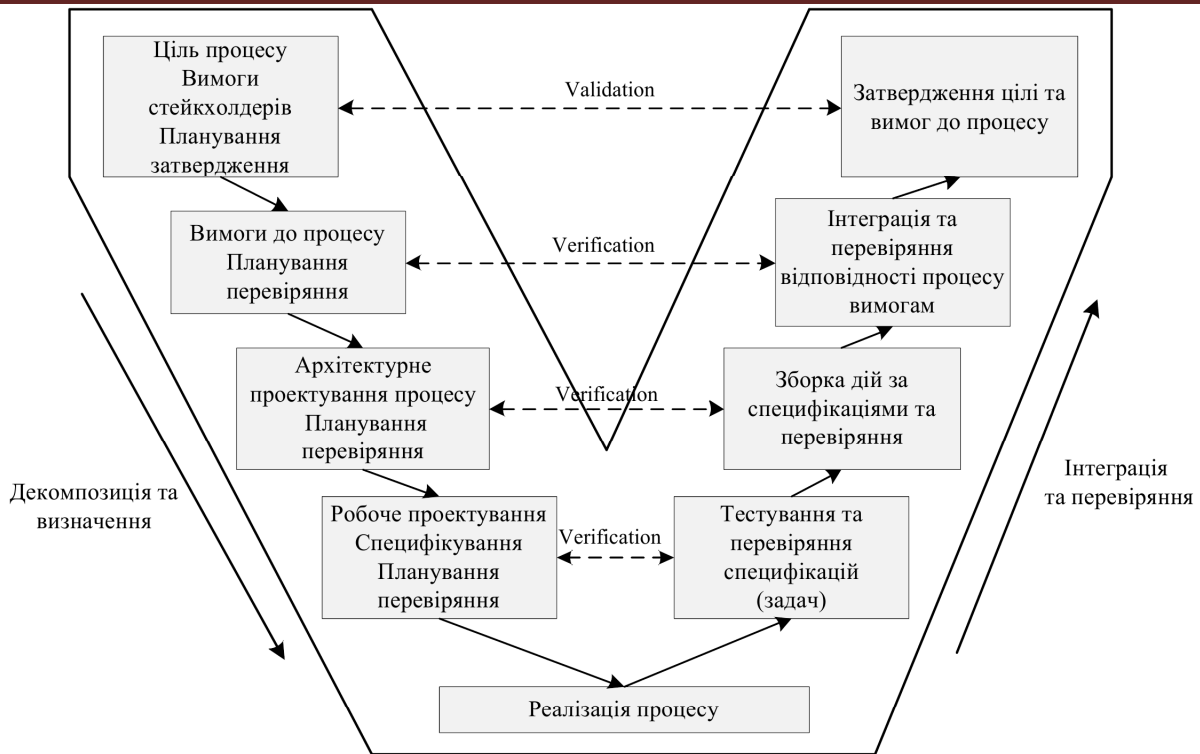 Ціль процесу
Вимоги
стейкхолдерів
Планування
затвердження
Validation
Затвердження цілі та
вимог до процесу
Вимоги до процесу
Планування
перевіряння
Verification
Інтеграція та
перевіряння
відповідності процесу
вимогам
Архітектурне
проектування процесу
Планування
перевіряння
Verification
Зборка дій за
специфікаціями та
перевіряння
Декомпозиція та
визначення
Інтеграція
та перевіряння
Робоче проектування
Специфікування
Планування
перевіряння
Verification
Тестування та
перевіряння
специфікацій
(задач)
Реалізація процесу